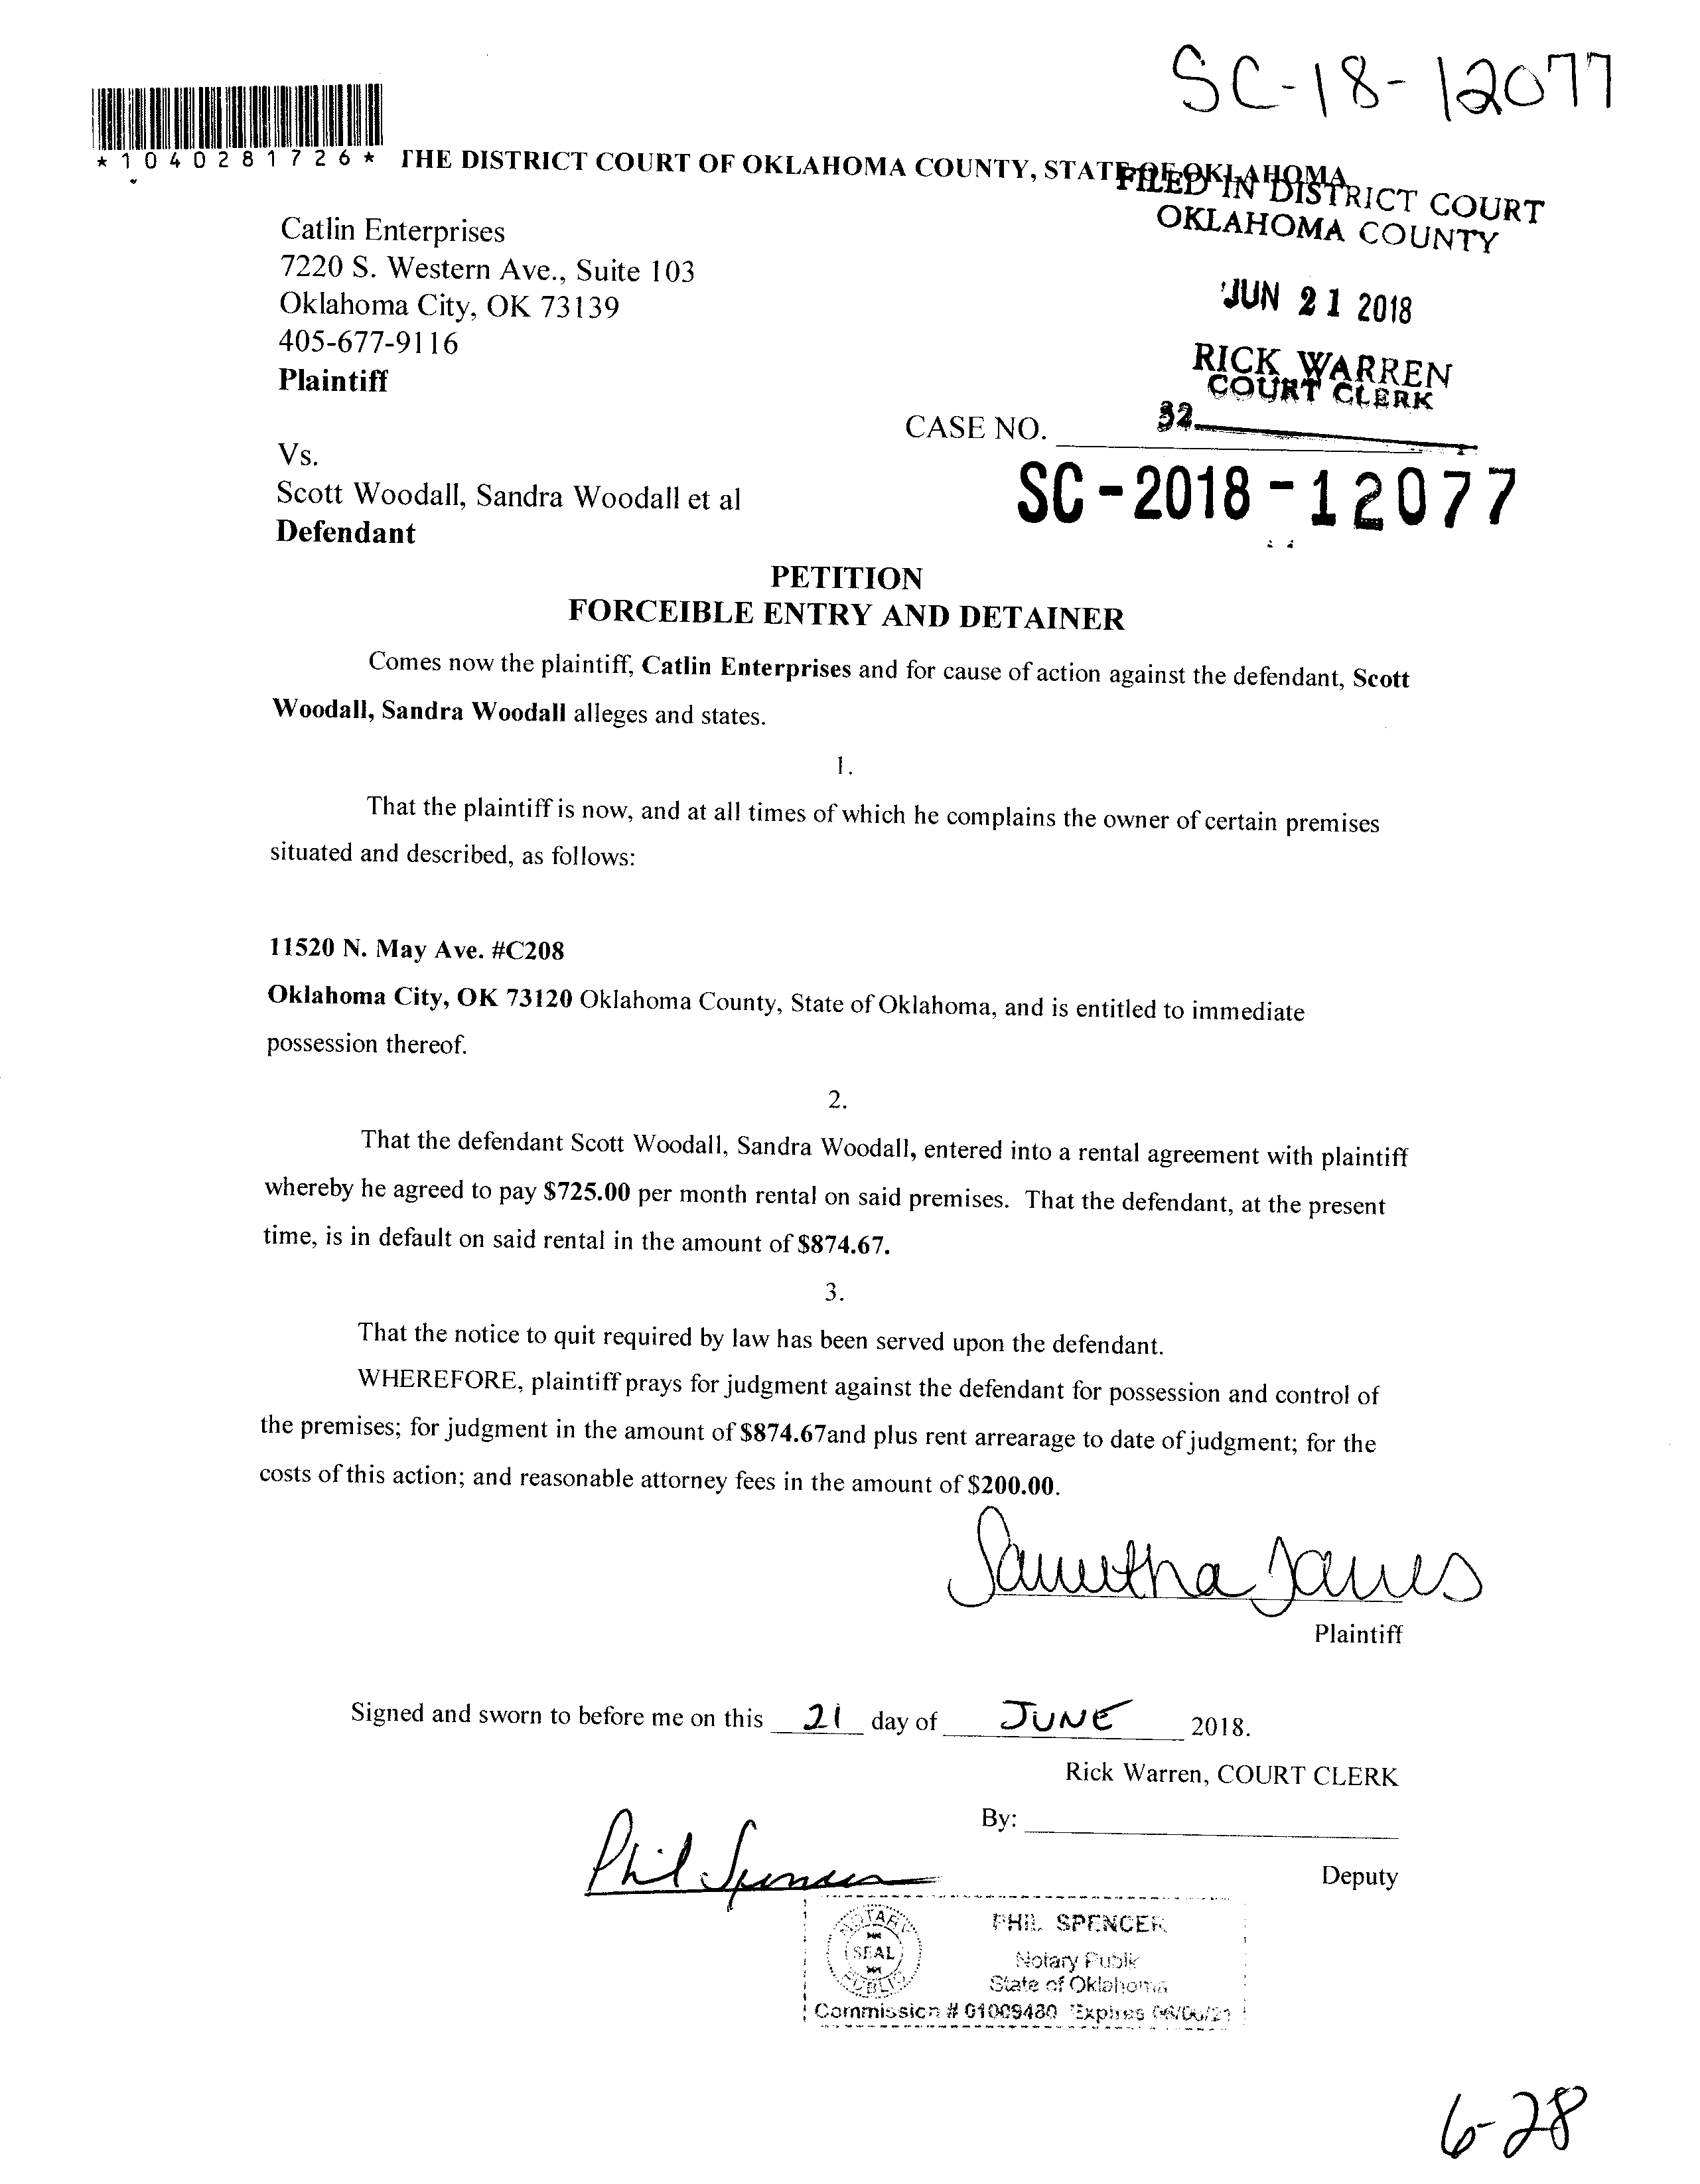 SC-18-12077
*1040281726*
THE DISTRICT COURT OF OKLAHOMA COUNTY, STATE OF OKLAHOMA
FILED IN DISTRICT COURT
OKLAHOMA COUNTY
Catlin Enterprises
7220 S. Western Ave., Suite 103
Oklahoma City, OK 73139
405-677-9116
Plaintiff
JUN 21 2018
RICK WARREN
COURT CLERK
32
CASE NO.
Vs.
Scott Woodall, Sandra Woodall et al
Defendant
SC-2018-12077
PETITION
FORCEIBLE ENTRY AND DETAINER
Comes now the plaintiff, Catlin Enterprises and for cause of action against the defendant, Scott
Woodall, Sandra Woodall alleges and states.
1.
That the plaintiff is now, and at all times of which he complains the owner of certain premises
situated and described, as follows:
11520 N. May Ave. #C208
Oklahoma City, OK 73120 Oklahoma County, State of Oklahoma, and is entitled to immediate
possession thereof.
2.
That the defendant Scott Woodall, Sandra Woodall, entered into a rental agreement with plaintiff
whereby he agreed to pay $725.00 per month rental on said premises. That the defendant, at the present
time, is in default on said rental in the amount of $874.67.
3.
That the notice to quit required by law has been served upon the defendant.
WHEREFORE, plaintiff prays for judgment against the defendant for possession and control of
the premises; for judgment in the amount of $874.67and plus rent arrearage to date of judgment; for the
costs of this action; and reasonable attorney fees in the amount of $200.00.
Plaintiff
Signed and sworn to before me on this 21 day of JUNE 2018.
Rick Warren, COURT CLERK
By:
Phil Spencer
Deputy
NOTARY
SEAL
PUBLIC
PHIL SPENCER
Notary Public
State of Oklahoma
Commission # 01009480 Expires
6-28